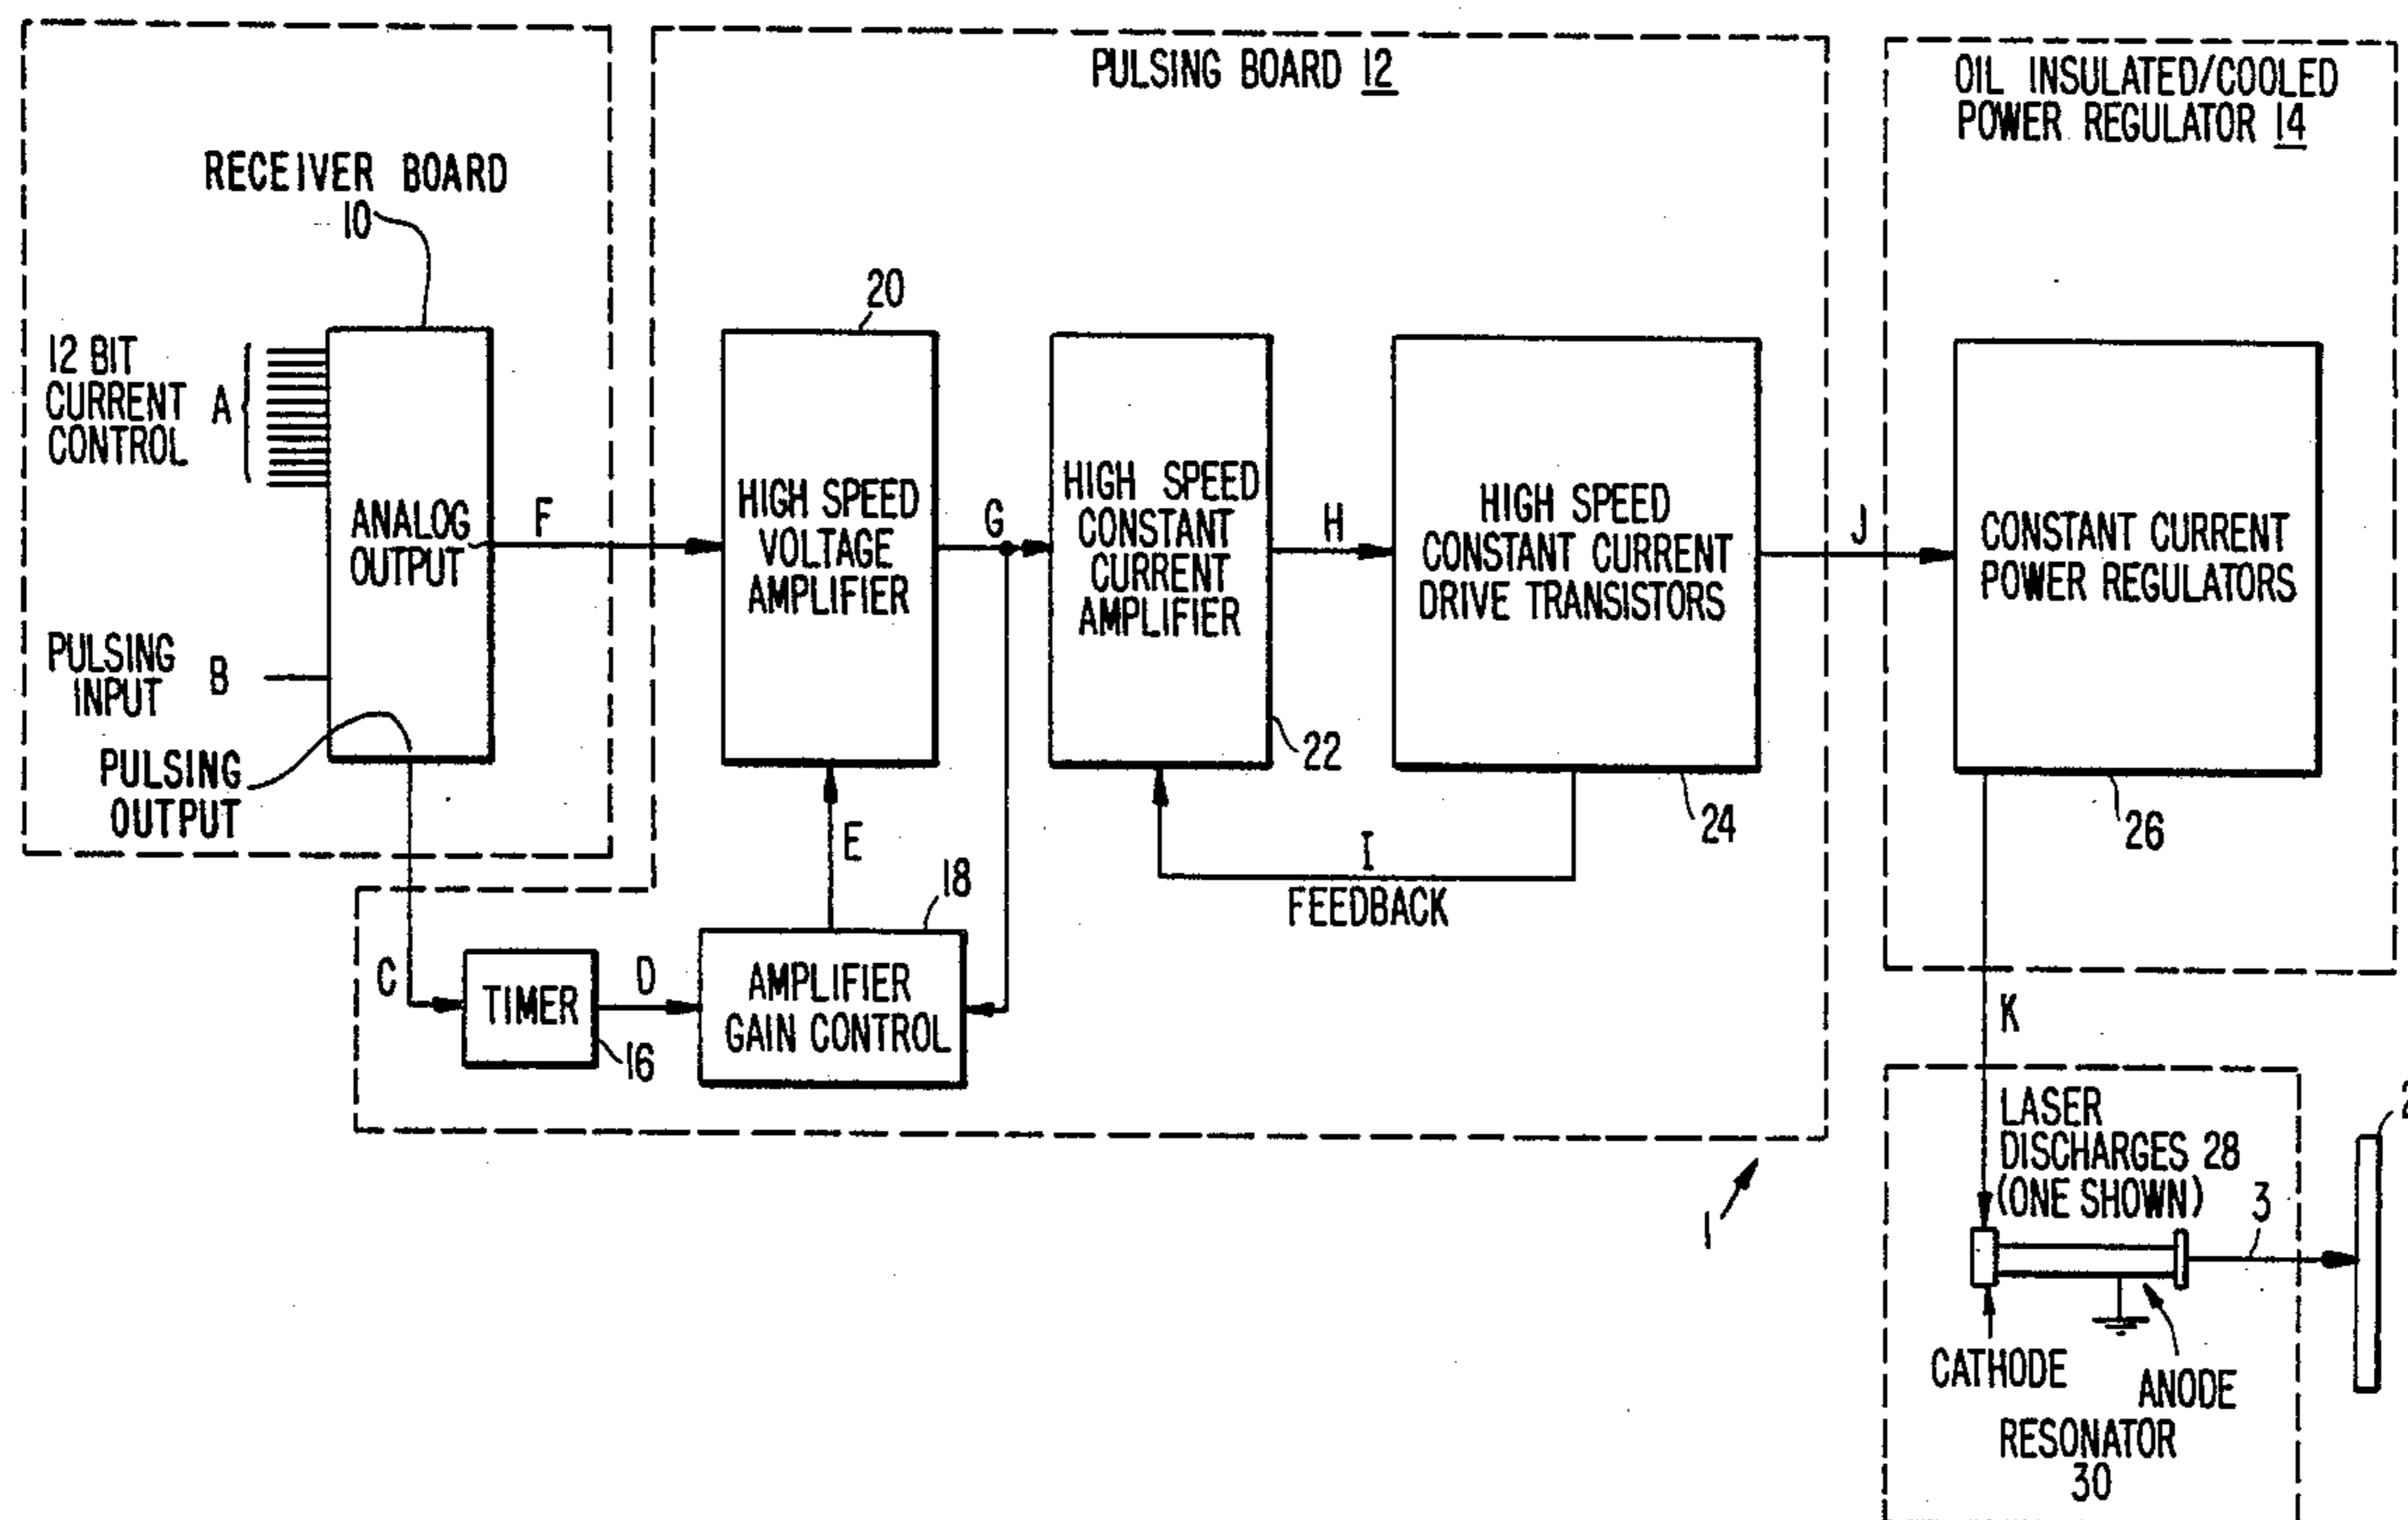 PULSING BOARD 12
OIL INSULATED/COOLED
POWER REGULATOR 14
RECEIVER BOARD
10
20
12 BIT
CURRENT
CONTROL
A
ANALOG
OUTPUT
F
HIGH SPEED
VOLTAGE
AMPLIFIER
G
HIGH SPEED
CONSTANT
CURRENT
AMPLIFIER
H
HIGH SPEED
CONSTANT CURRENT
DRIVE TRANSISTORS
J
CONSTANT CURRENT
POWER REGULATORS
PULSING
INPUT
B
PULSING
OUTPUT
22
24
26
E
I
FEEDBACK
18
C
TIMER
D
AMPLIFIER
GAIN CONTROL
16
K
LASER
DISCHARGES 28
(ONE SHOWN)
3
2
1
CATHODE
ANODE
RESONATOR
30